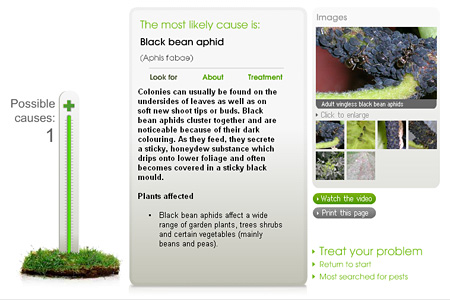 Possible
causes:
1
The most likely cause is:
Black bean aphid
(Aphis fabae)
Look for About Treatment
Colonies can usually be found on the
undersides of leaves as well as on
soft new shoot tips or buds. Black
bean aphids cluster together and are
noticeable because of their dark
colouring. As they feed, they secrete
a sticky, honeydew substance which
drips onto lower foliage and often
becomes covered in a sticky black
mould.
Plants affected
• Black bean aphids affect a wide
range of garden plants, trees shrubs
and certain vegetables (mainly
beans and peas).
Images
Adult wingless black bean aphids
Click to enlarge
Watch the video
Print this page
Treat your problem
Return to start
Most searched for pests